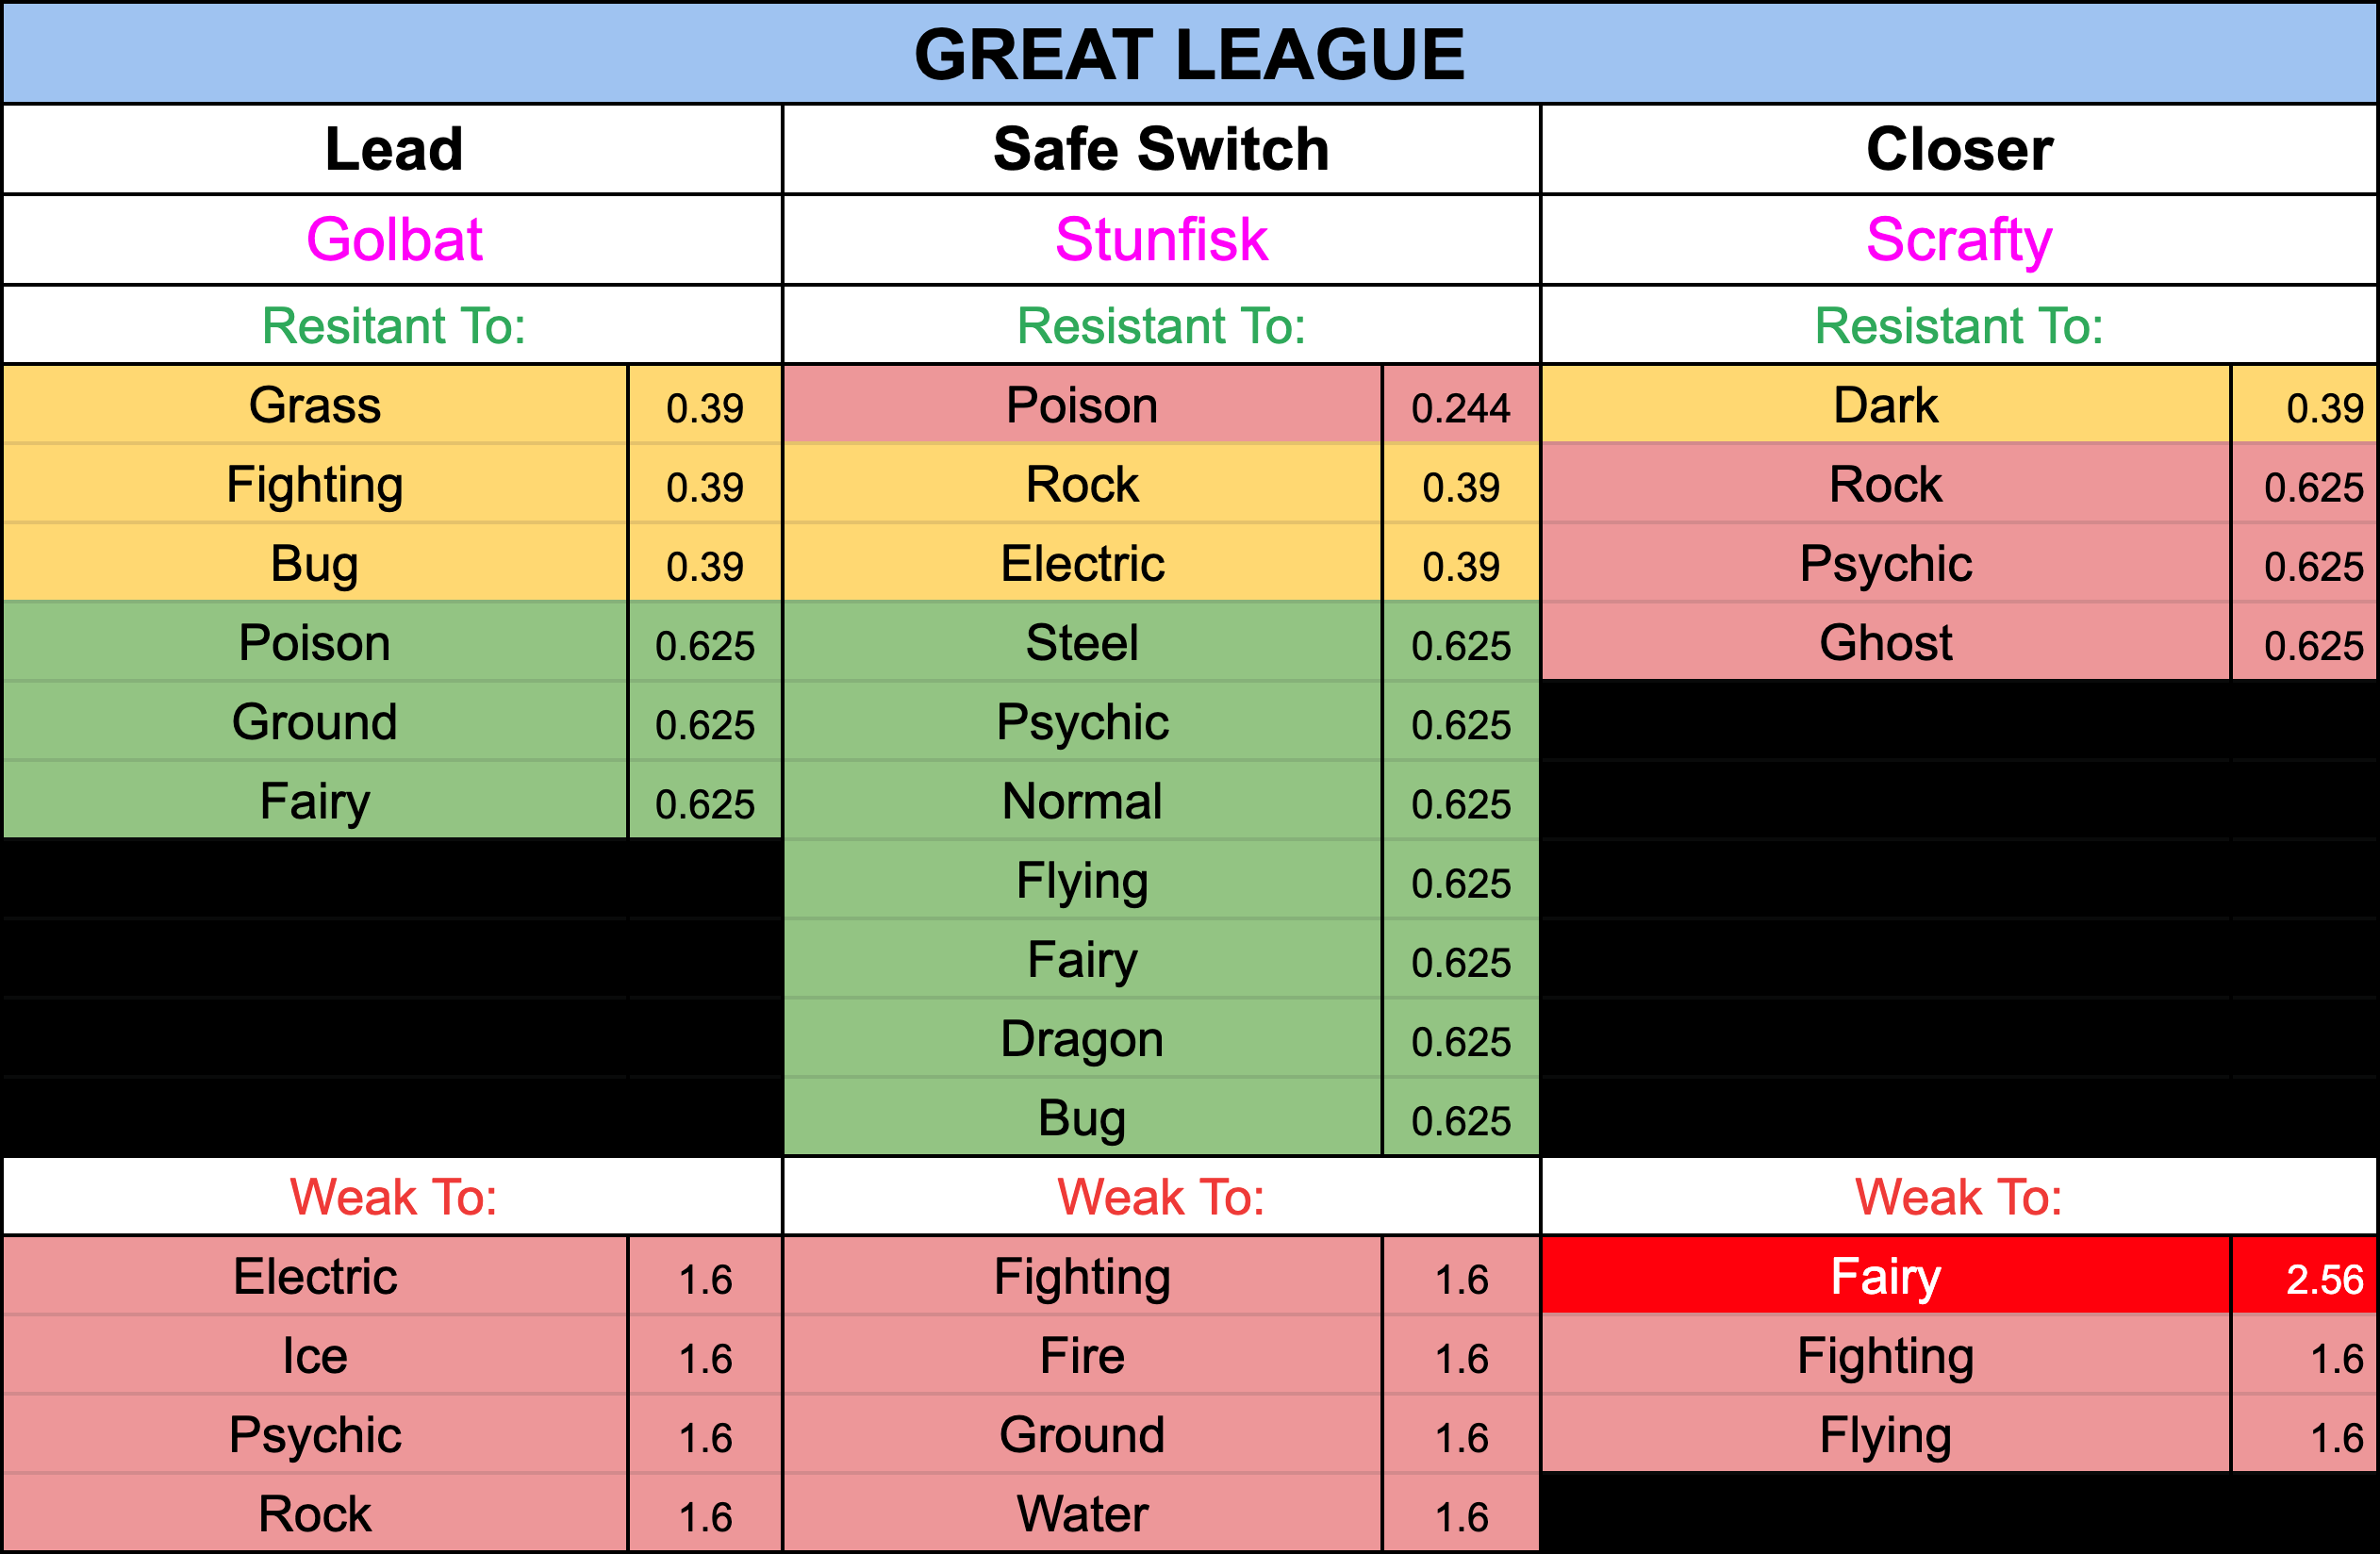 GREAT LEAGUE
Lead Safe Switch Closer
Golbat Stunfisk Scrafty
Resitant To: Resistant To: Resistant To:
Grass 0.39 Poison 0.244 Dark 0.39
Fighting 0.39 Rock 0.39 Rock 0.625
Bug 0.39 Electric 0.39 Psychic 0.625
Poison 0.625 Steel 0.625 Ghost 0.625
Ground 0.625 Psychic 0.625
Fairy 0.625 Normal 0.625
Flying 0.625
Fairy 0.625
Dragon 0.625
Bug 0.625
Weak To: Weak To: Weak To:
Electric 1.6 Fighting 1.6 Fairy 2.56
Ice 1.6 Fire 1.6 Fighting 1.6
Psychic 1.6 Ground 1.6 Flying 1.6
Rock 1.6 Water 1.6